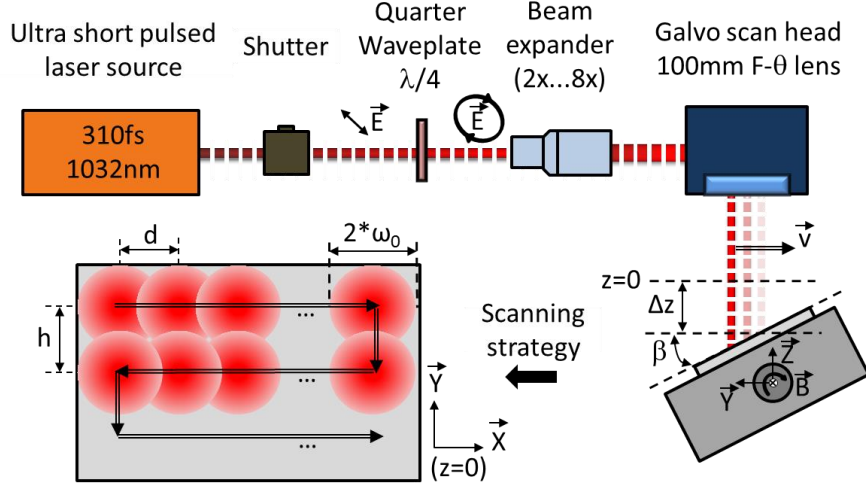 Ultra short pulsed
laser source
Shutter
Quarter
Waveplate
λ/4
Beam
expander
(2x...8x)
Galvo scan head
100mm F-θ lens
310fs
1032nm
E
E
v
d
2*ω₀
h
...
...
...
Scanning
strategy
Y
X
(z=0)
z=0
Δz
β
Z
Y
B